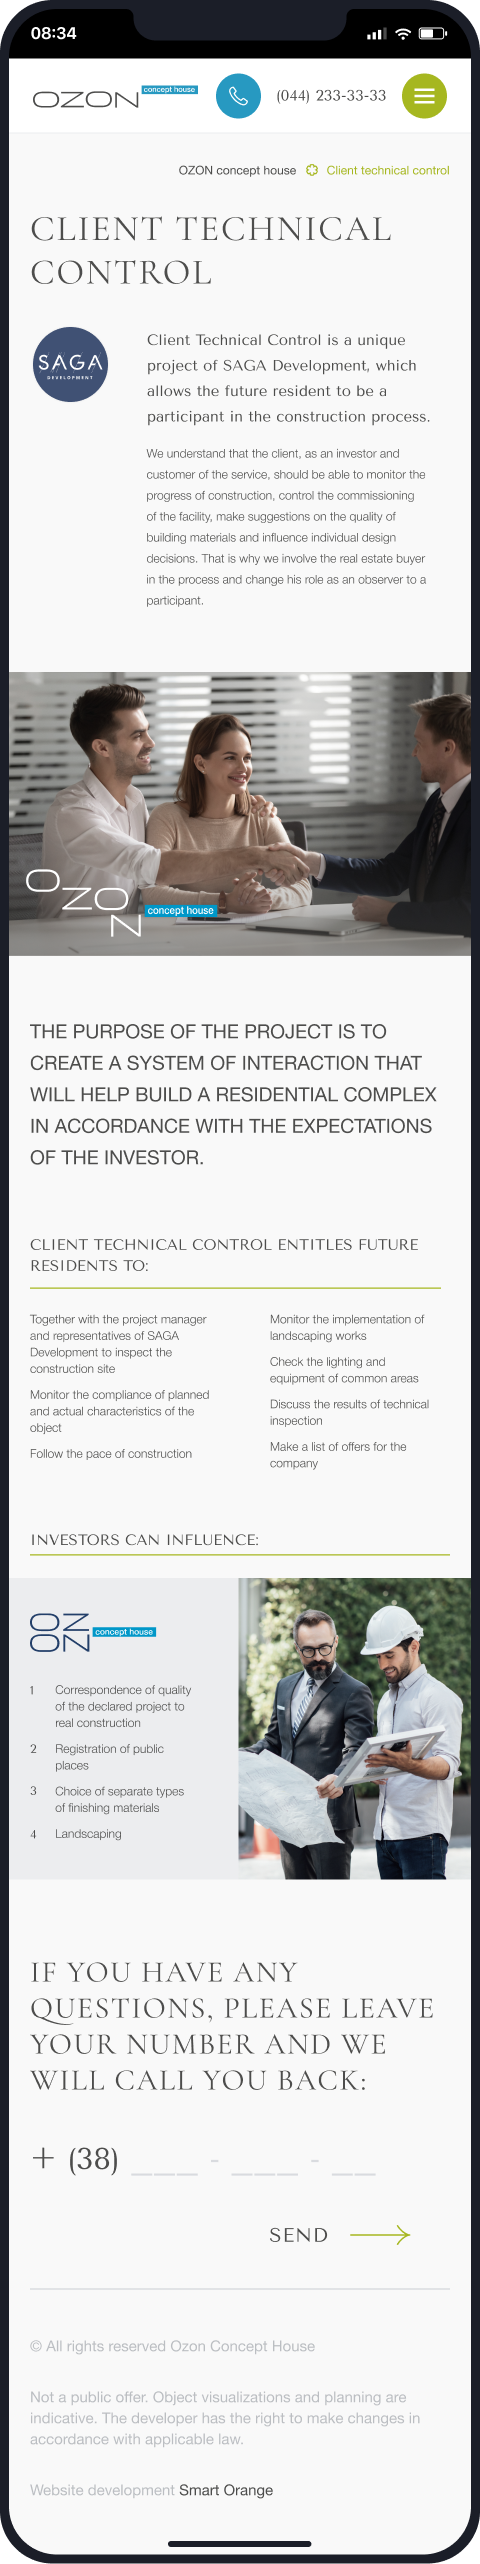 08:34
OZON concept house
(044) 233-33-33
OZON concept house Client technical control
CLIENT TECHNICAL
CONTROL
SAGA
DEVELOPMENT
Client Technical Control is a unique
project of SAGA Development, which
allows the future resident to be a
participant in the construction process.
We understand that the client, as an investor and
customer of the service, should be able to monitor the
progress of construction, control the commissioning
of the facility, make suggestions on the quality of
building materials and influence individual design
decisions. That is why we involve the real estate buyer
in the process and change his role as an observer to a
participant.
OZON
concept house
THE PURPOSE OF THE PROJECT IS TO
CREATE A SYSTEM OF INTERACTION THAT
WILL HELP BUILD A RESIDENTIAL COMPLEX
IN ACCORDANCE WITH THE EXPECTATIONS
OF THE INVESTOR.
CLIENT TECHNICAL CONTROL ENTITLES FUTURE
RESIDENTS TO:
Together with the project manager
and representatives of SAGA
Development to inspect the
construction site
Monitor the compliance of planned
and actual characteristics of the
object
Follow the pace of construction
Monitor the implementation of
landscaping works
Check the lighting and
equipment of common areas
Discuss the results of technical
inspection
Make a list of offers for the
company
INVESTORS CAN INFLUENCE:
OZ
ON concept house
1 Correspondence of quality
of the declared project to
real construction
2 Registration of public
places
3 Choice of separate types
of finishing materials
4 Landscaping
IF YOU HAVE ANY
QUESTIONS, PLEASE LEAVE
YOUR NUMBER AND WE
WILL CALL YOU BACK:
+ (38) ___ - ___ - __
SEND
© All rights reserved Ozon Concept House
Not a public offer. Object visualizations and planning are
indicative. The developer has the right to make changes in
accordance with applicable law.
Website development Smart Orange